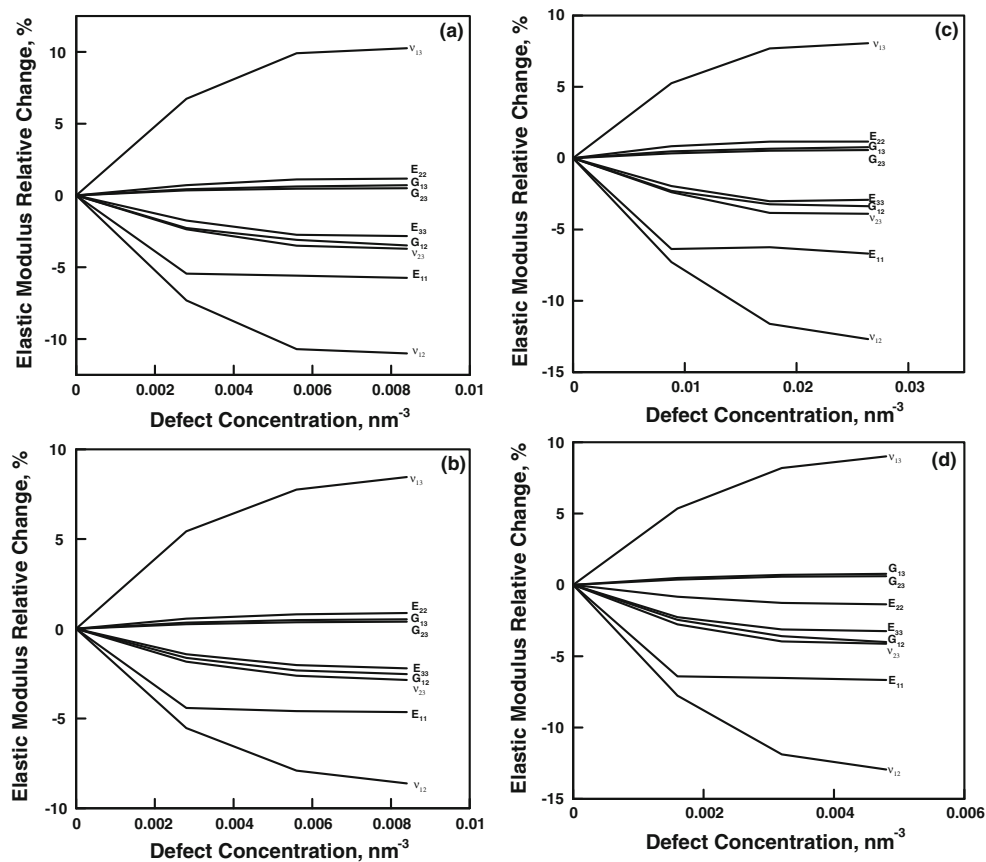 (a)
Elastic Modulus Relative Change, %
10
5
0
-5
-10
ν13
E22
G13
G23
E33
G12
ν23
E11
ν12
0 0.002 0.004 0.006 0.008 0.01
Defect Concentration, nm-3
(c)
Elastic Modulus Relative Change, %
10
5
0
-5
-10
-15
ν13
E22
G13
G23
E33
G12
ν23
E11
ν12
0 0.01 0.02 0.03
Defect Concentration, nm-3
(b)
Elastic Modulus Relative Change, %
10
5
0
-5
-10
ν13
E22
G13
G23
E33
G12
ν23
E11
ν12
0 0.002 0.004 0.006 0.008 0.01
Defect Concentration, nm-3
(d)
Elastic Modulus Relative Change, %
10
5
0
-5
-10
-15
ν13
G13
G23
E22
E33
G12
ν23
E11
ν12
0 0.002 0.004 0.006
Defect Concentration, nm-3